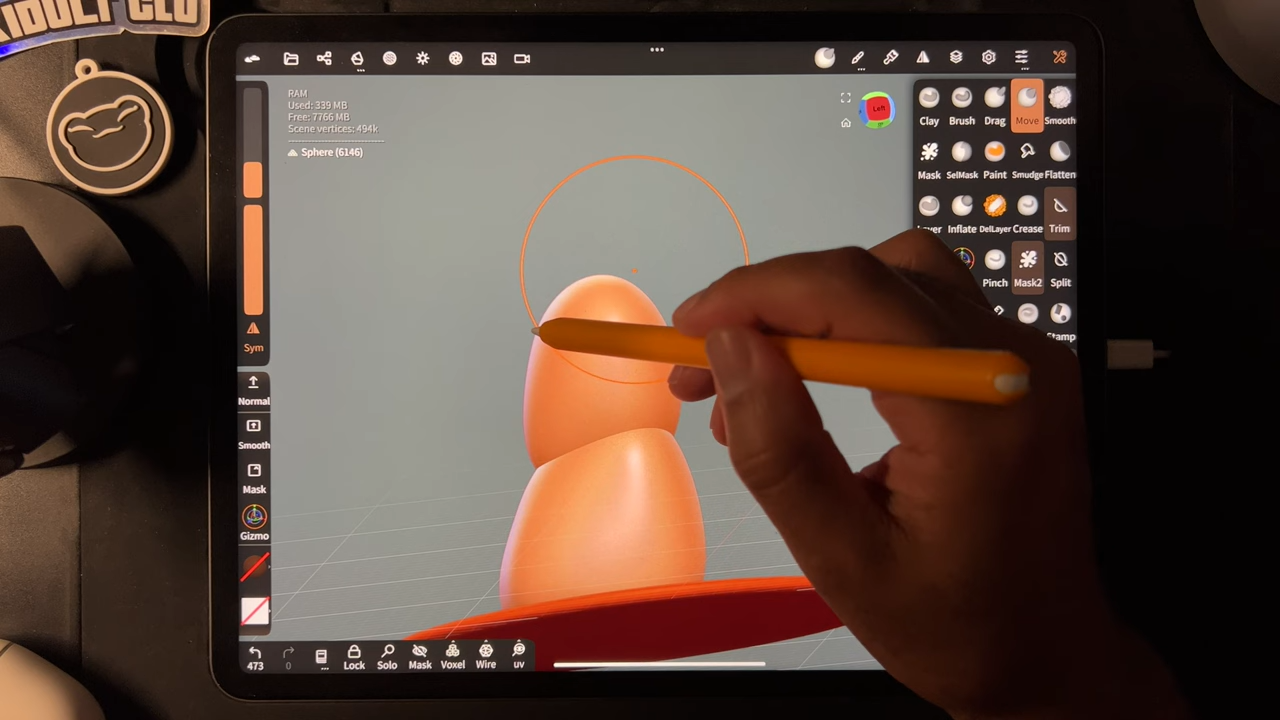 RAM
Used: 339 MB
Free: 7766 MB
Scene vertices: 494k
Sphere (6146)
Left
Clay Brush Drag Move Smooth
Mask SelMask Paint Smudge Flatten
Inflate DelLayer Crease Trim
Pinch Mask2 Split
Stamp
Sym
Normal
Smooth
Mask
Gizmo
473 0 Lock Solo Mask Voxel Wire uv